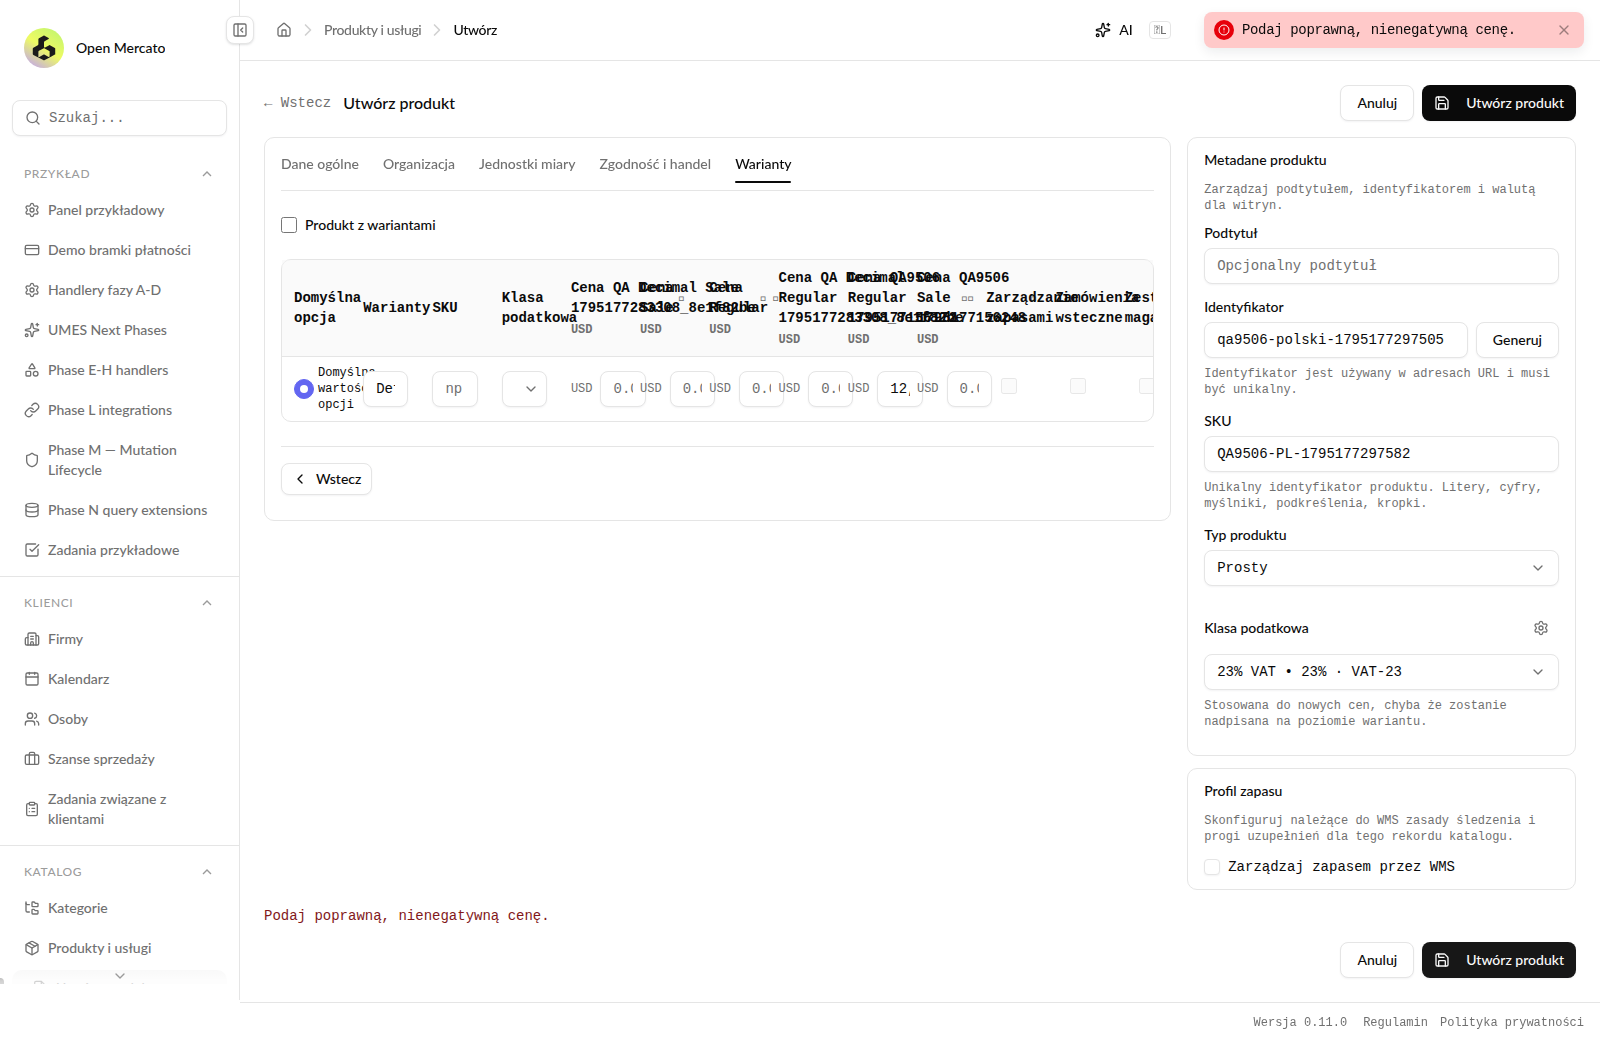 Open Mercato
Szukaj...
PRZYKŁAD
Panel przykładowy
Demo bramki płatności
Handlery fazy A-D
UMES Next Phases
Phase E-H handlers
Phase L integrations
Phase M — Mutation
Lifecycle
Phase N query extensions
Zadania przykładowe
KLIENCI
Firmy
Kalendarz
Osoby
Szanse sprzedaży
Zadania związane z
klientami
KATALOG
Kategorie
Produkty i usługi
Produkty i usługi
Utwórz
AI
Podaj poprawną, nienegatywną cenę.
← Wstecz Utwórz produkt
Anuluj
Utwórz produkt
Dane ogólne
Organizacja
Jednostki miary
Zgodność i handel
Warianty
Produkt z wariantami
Domyślna
opcja
Warianty
SKU
Klasa
podatkowa
Cena QA
USD
USD
USD
Cena QA
Regular
USD
Regular
USD
Cena QA9506
Sale
USD
Domyślna
opcji
np
USD
USD
USD
USD
USD
12
USD
Wstecz
Metadane produktu
Zarządzaj podtytułem, identyfikatorem i walutą
dla witryn.
Podtytuł
Opcjonalny podtytuł
Identyfikator
qa9506-polski-1795177297505
Generuj
Identyfikator jest używany w adresach URL i musi
być unikalny.
SKU
QA9506-PL-1795177297582
Unikalny identyfikator produktu. Litery, cyfry,
myślniki, podkreślenia, kropki.
Typ produktu
Prosty
Klasa podatkowa
23% VAT • 23% · VAT-23
Stosowana do nowych cen, chyba że zostanie
nadpisana na poziomie wariantu.
Profil zapasu
Skonfiguruj należące do WMS zasady śledzenia i
progi uzupełnień dla tego rekordu katalogu.
Zarządzaj zapasem przez WMS
Podaj poprawną, nienegatywną cenę.
Anuluj
Utwórz produkt
Wersja 0.11.0
Regulamin
Polityka prywatności